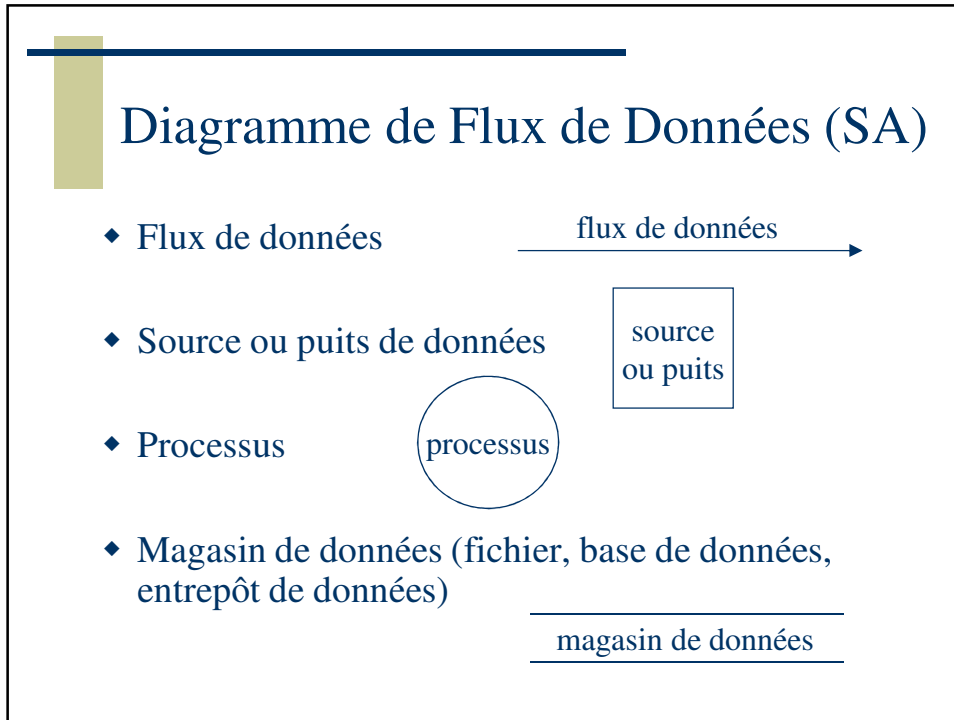 Diagramme de Flux de Données (SA)
Flux de données
flux de données
Source ou puits de données
source
ou puits
Processus
processus
Magasin de données (fichier, base de données,
entrepôt de données)
magasin de données